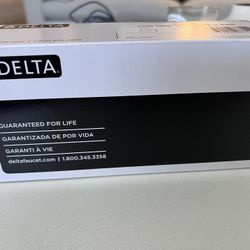 DELTA
GUARANTEED FOR LIFE
GARANTIZADA DE POR VIDA
GARANTI À VIE
deltafaucet.com | 1.800.345.3358